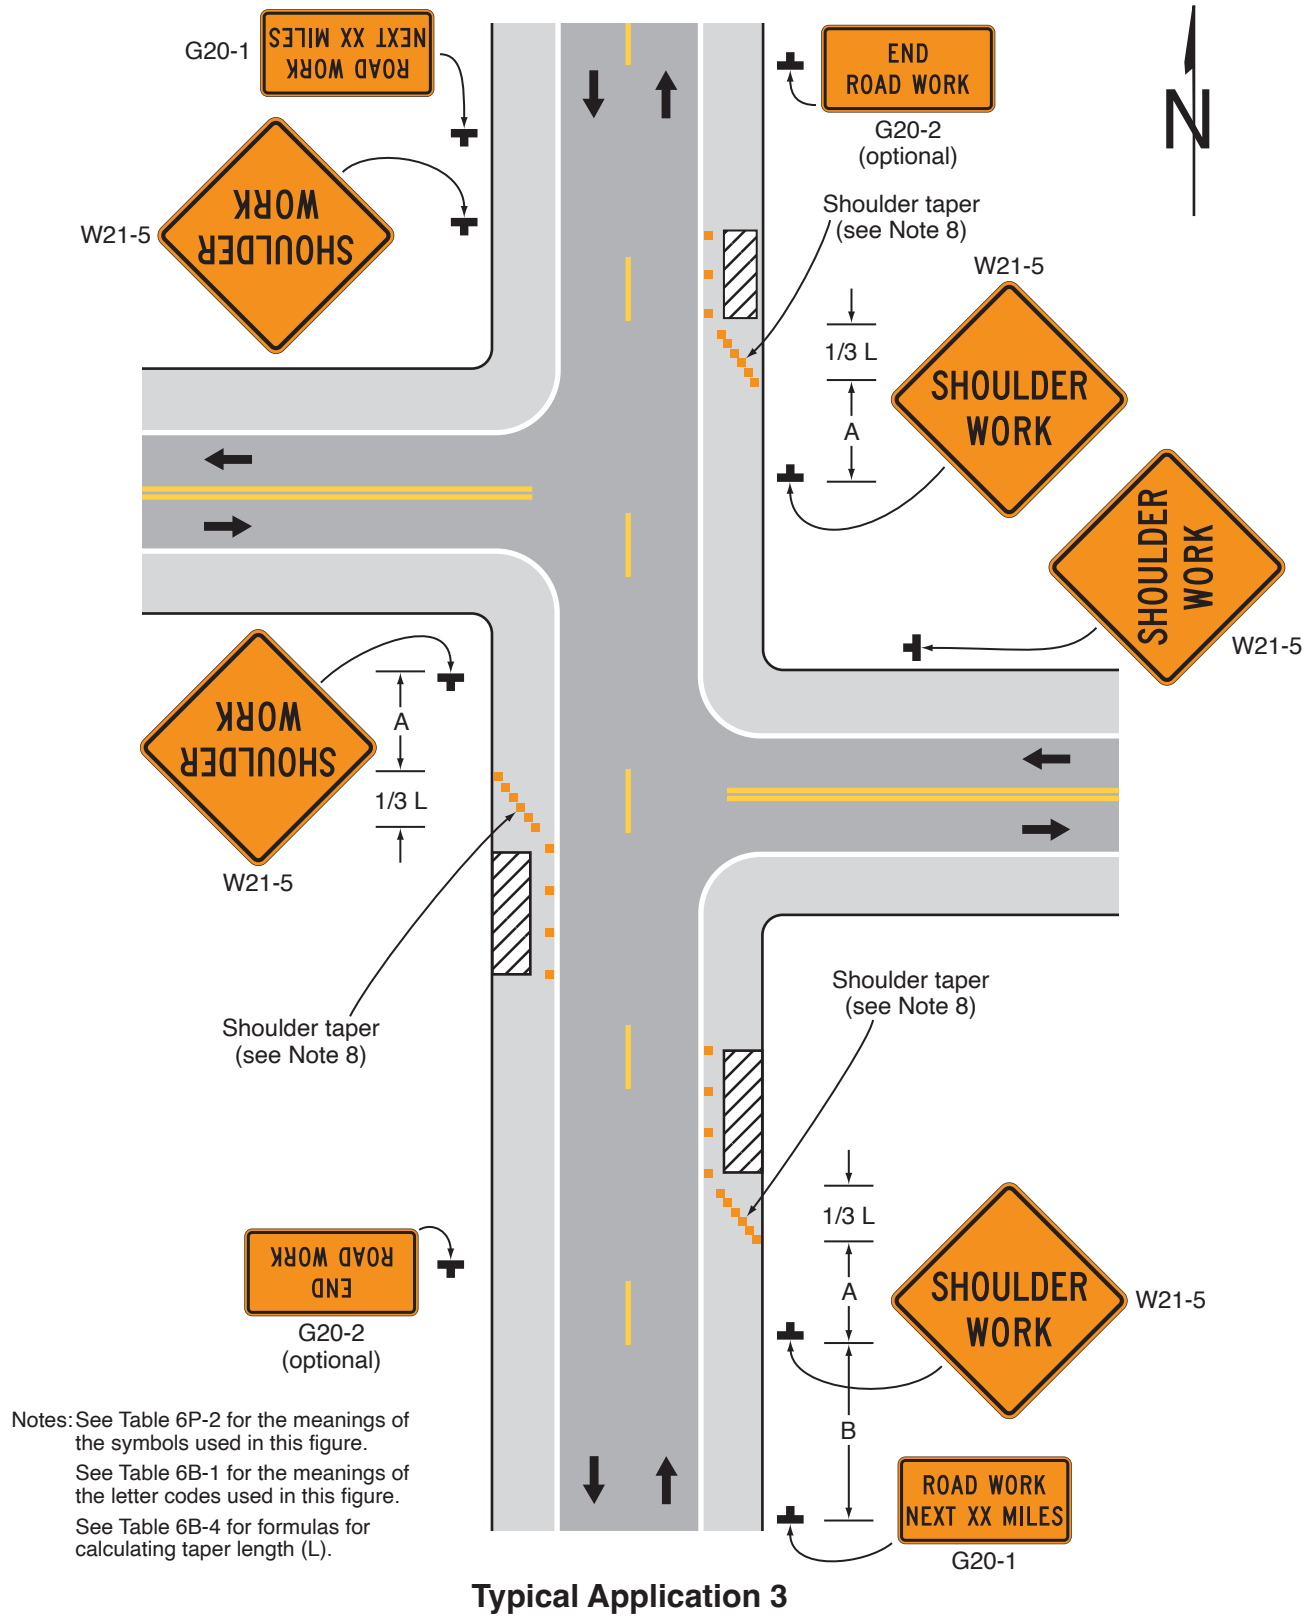 G20-1
ROAD WORK
NEXT XX MILES
END
ROAD WORK
G20-2
(optional)
N
SHOULDER
WORK
W21-5
Shoulder taper
(see Note 8)
W21-5
1/3 L
A
SHOULDER
WORK
SHOULDER
WORK
W21-5
SHOULDER
WORK
W21-5
A
1/3 L
Shoulder taper
(see Note 8)
Shoulder taper
(see Note 8)
1/3 L
A
B
SHOULDER
WORK
W21-5
END
ROAD WORK
G20-2
(optional)
ROAD WORK
NEXT XX MILES
G20-1
Notes: See Table 6P-2 for the meanings of
the symbols used in this figure.
See Table 6B-1 for the meanings of
the letter codes used in this figure.
See Table 6B-4 for formulas for
calculating taper length (L).
Typical Application 3